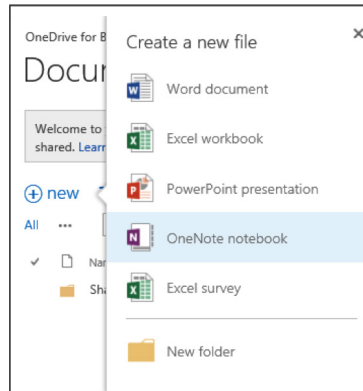 OneDrive for B
Docur
Welcome to
shared. Learn
new
All ...
Nar
Sha
Create a new file
Word document
Excel workbook
PowerPoint presentation
OneNote notebook
Excel survey
New folder